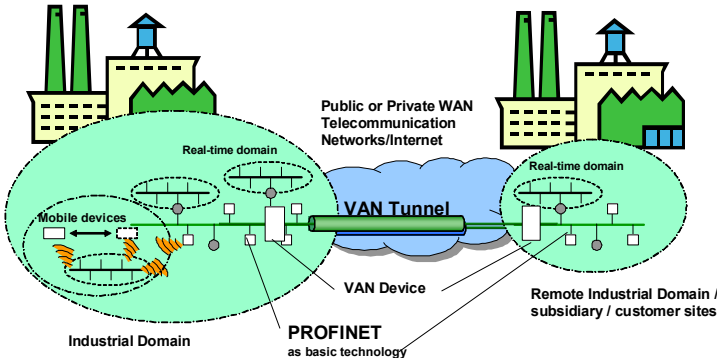 Public or Private WAN
Telecommunication
Networks/Internet
Real-time domain
Real-time domain
Mobile devices
VAN Tunnel
VAN Device
Remote Industrial Domain /
subsidiary / customer sites
Industrial Domain
PROFINET
as basic technology